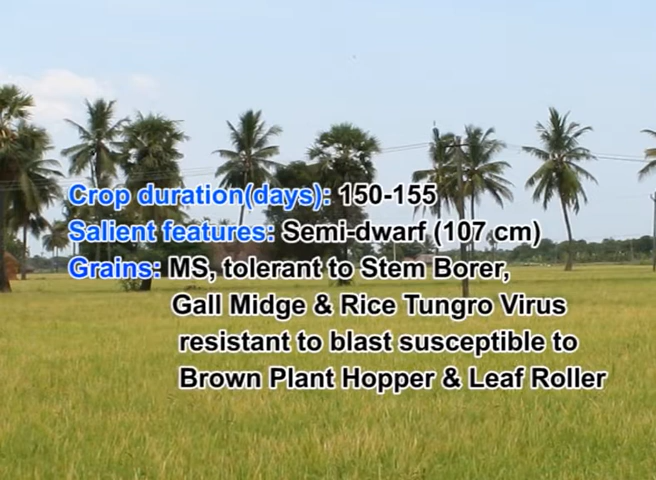 Crop duration(days): 150-155
Salient features: Semi-dwarf (107 cm)
Grains: MS, tolerant to Stem Borer,
Gall Midge & Rice Tungro Virus
resistant to blast susceptible to
Brown Plant Hopper & Leaf Roller